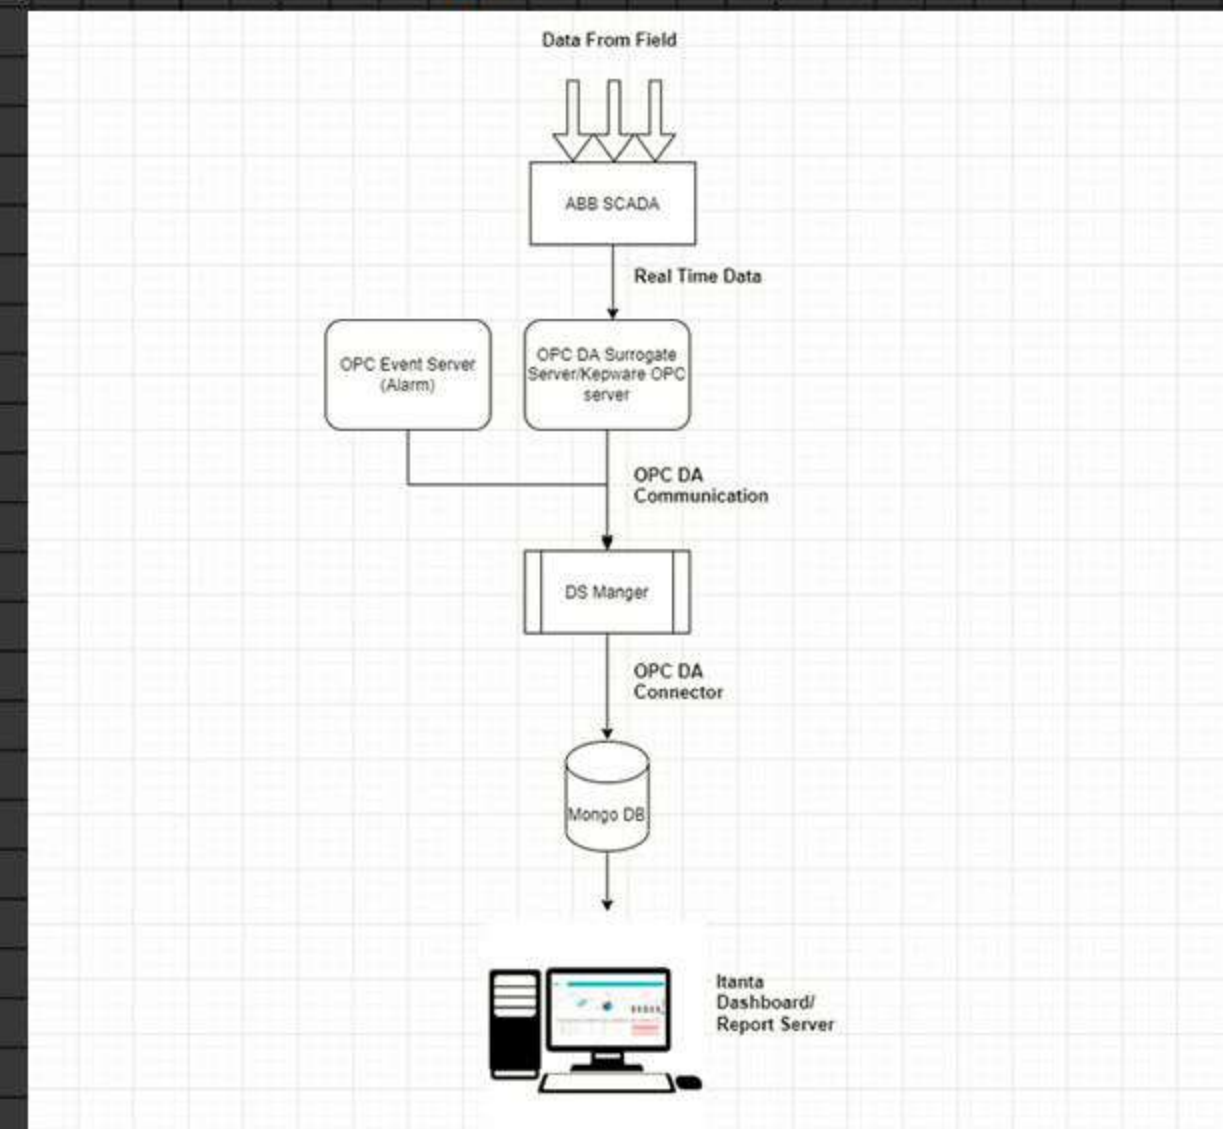 Data From Field
ABB SCADA
Real Time Data
OPC Event Server
(Alarm)
OPC DA Surrogate
Server/Kepware OPC
server
OPC DA
Communication
DS Manger
OPC DA
Connector
Mongo DB
Itanta
Dashboard/
Report Server